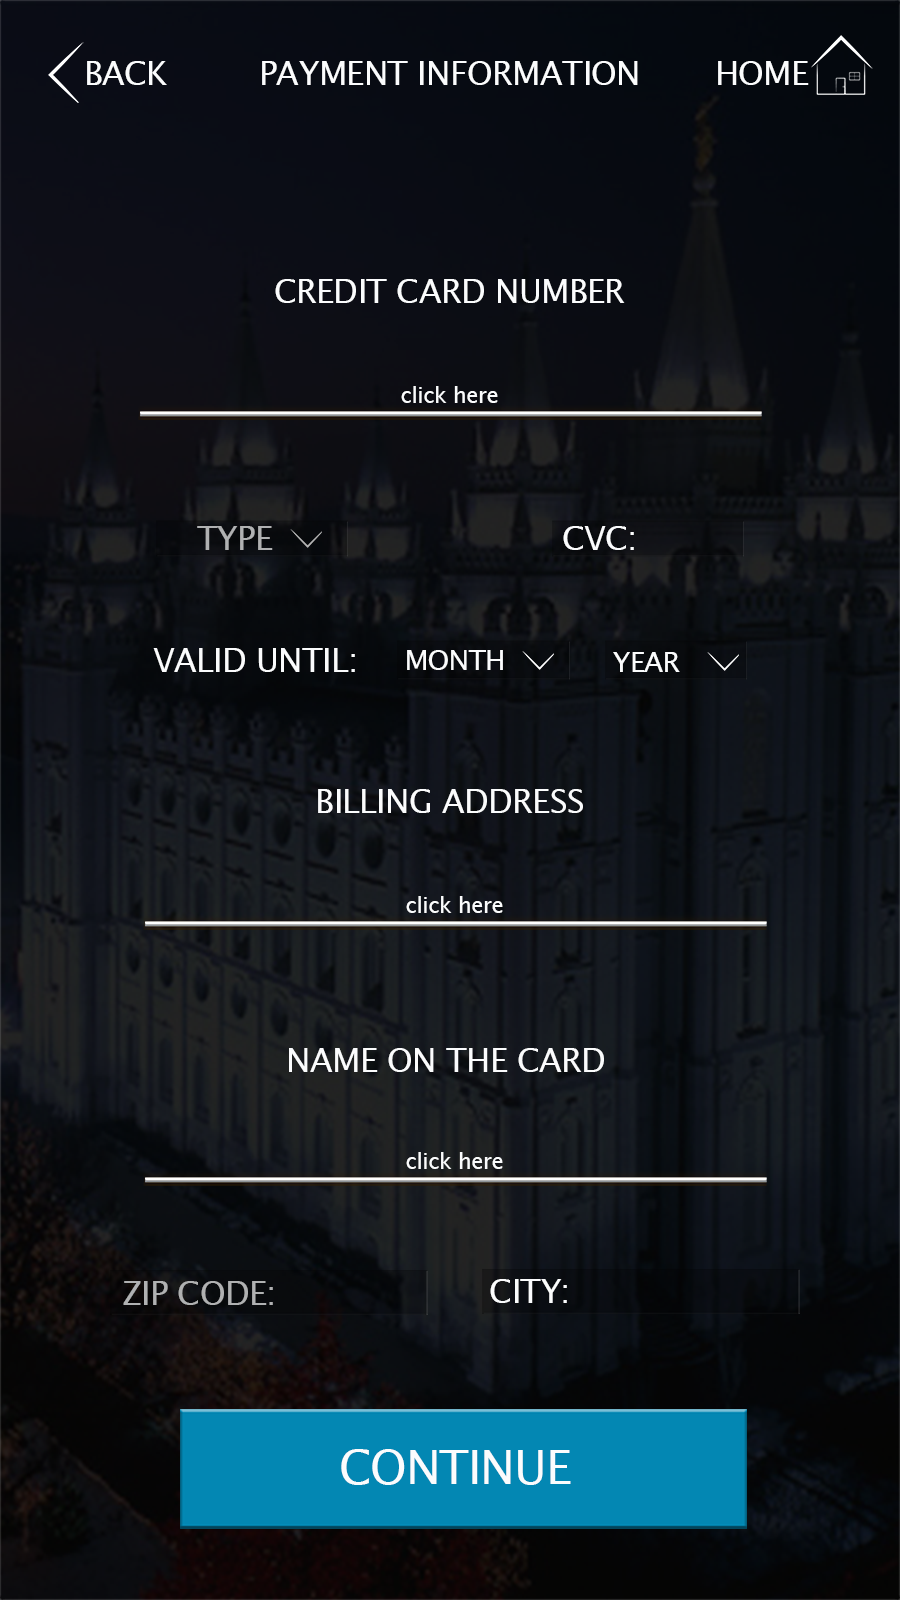 BACK PAYMENT INFORMATION HOME
CREDIT CARD NUMBER
click here
TYPE CVC:
VALID UNTIL: MONTH YEAR
BILLING ADDRESS
click here
NAME ON THE CARD
click here
ZIP CODE: CITY:
CONTINUE